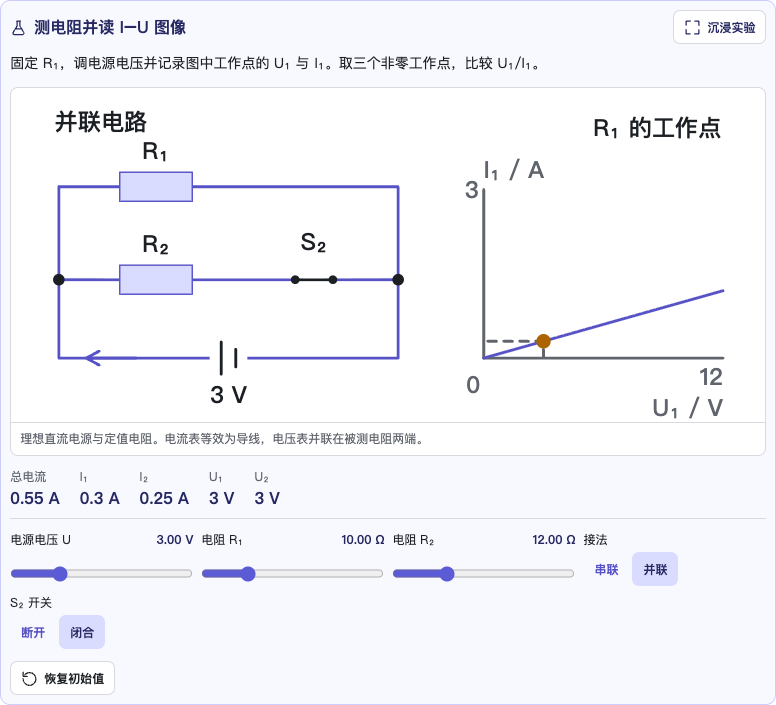 测电阻并读 I—U 图像
沉浸实验
固定 R₁，调电源电压并记录图中工作点的 U₁ 与 I₁。取三个非零工作点，比较 U₁/I₁。
并联电路
R₁ 的工作点
R₁
I₁ / A
3
R₂
S₂
3 V
0
12
U₁ / V
理想直流电源与定值电阻。电流表等效为导线，电压表并联在被测电阻两端。
总电流 I₁ I₂ U₁ U₂
0.55 A 0.3 A 0.25 A 3 V 3 V
电源电压 U 3.00 V 电阻 R₁ 10.00 Ω 电阻 R₂ 12.00 Ω 接法
串联 并联
S₂ 开关
断开 闭合
恢复初始值